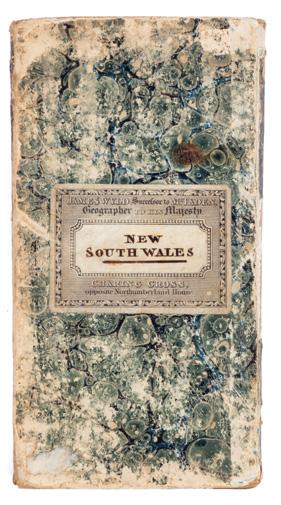 JAMES WYLD Successor to Mr FADEN,
Geographer TO HIS Majesty
NEW
SOUTH WALES
CHARING CROSS,
opposite Northumberland House